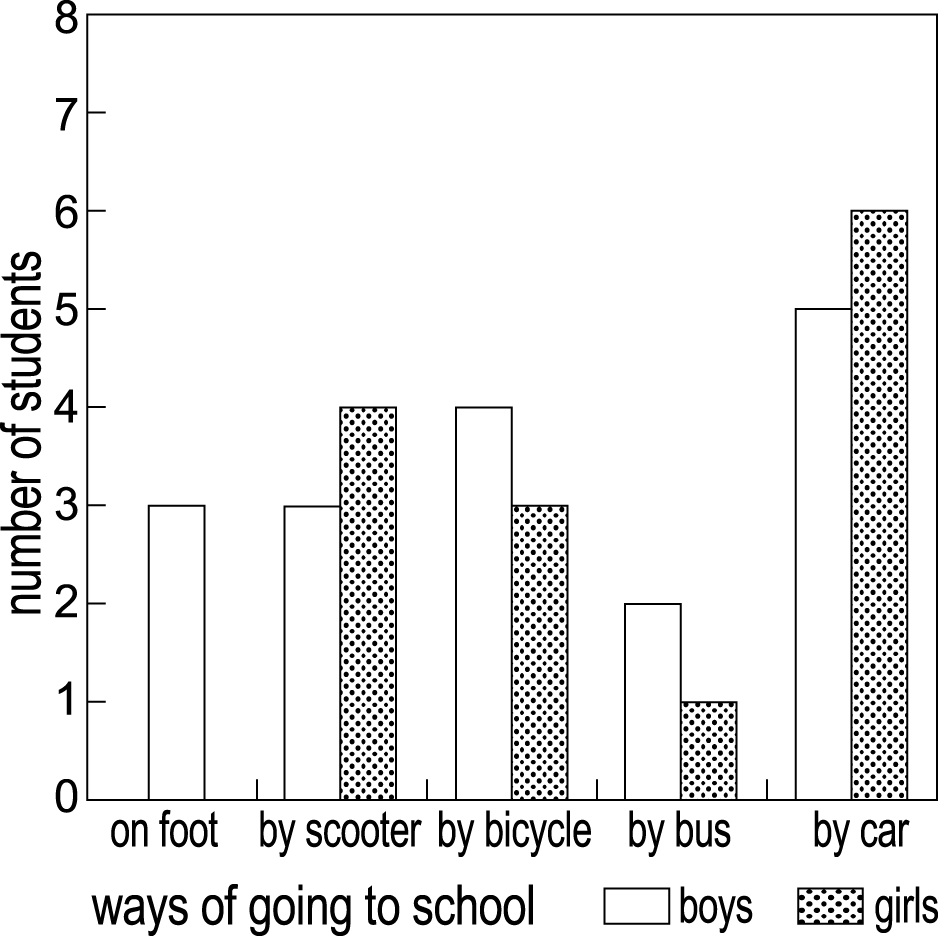 8
7
6
5
4
3
2
1
0
number of students
on foot
by scooter
by bicycle
by bus
by car
ways of going to school
boys
girls